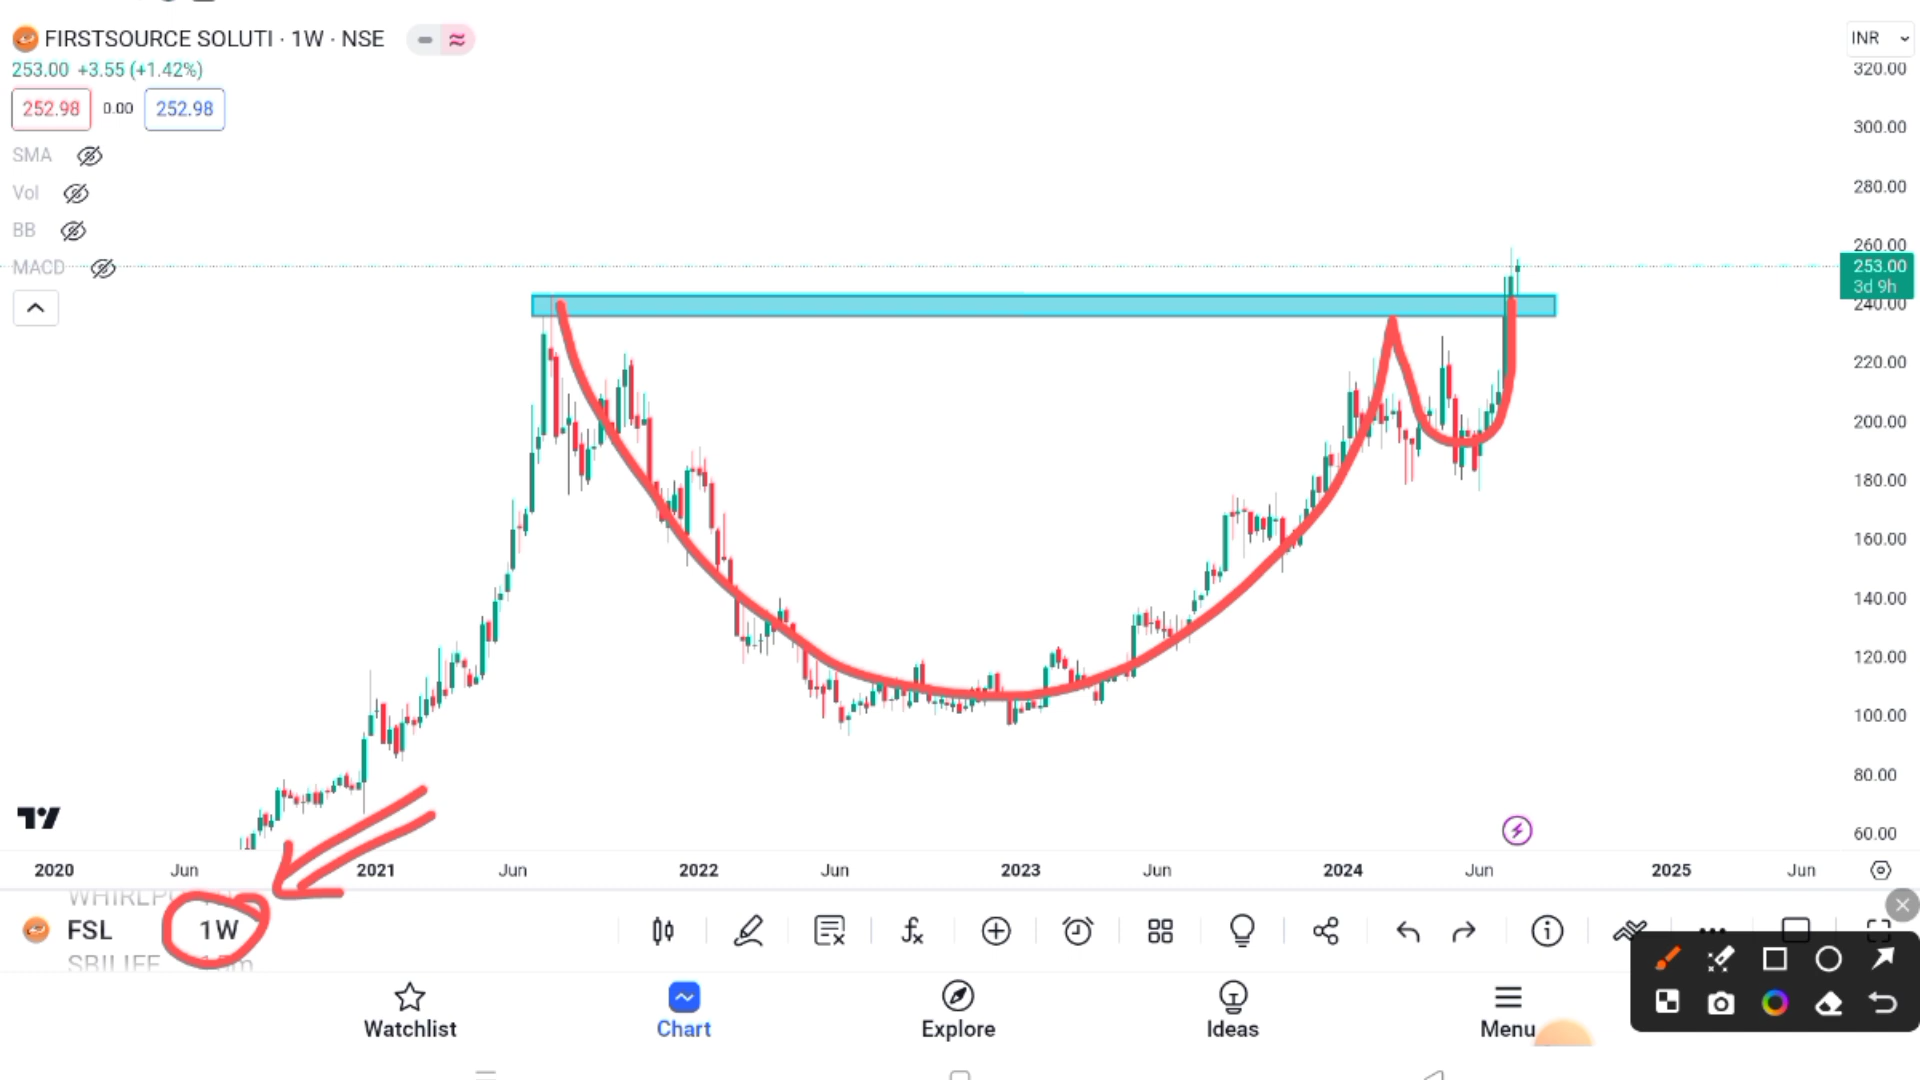 FIRSTSOURCE SOLUTI · 1W · NSE
INR
253.00 +3.55 (+1.42%)
252.98 0.00 252.98
SMA
Vol
BB
MACD
320.00
300.00
280.00
260.00
253.00
3d 9h
240.00
220.00
200.00
180.00
160.00
140.00
120.00
100.00
80.00
60.00
2020 Jun 2021 Jun 2022 Jun 2023 Jun 2024 Jun 2025 Jun
FSL 1W
SBILIFE
Watchlist Chart Explore Ideas Menu